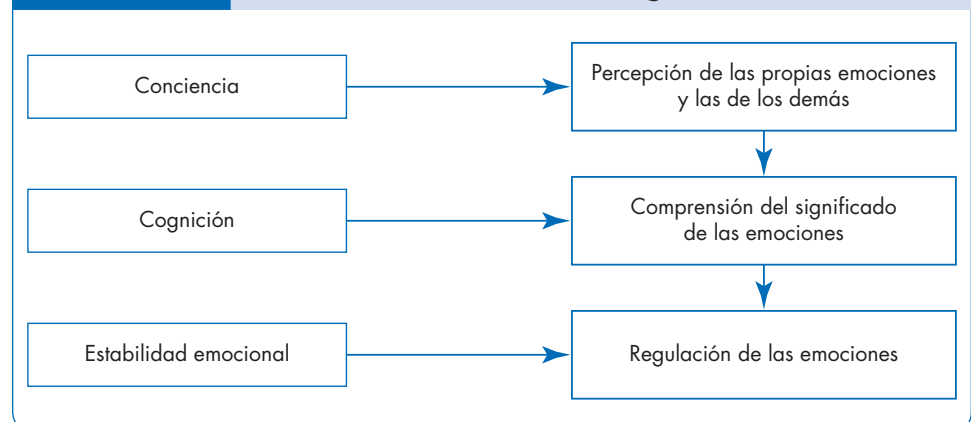 Conciencia
Percepción de las propias emociones
y las de los demás
Cognición
Comprensión del significado
de las emociones
Estabilidad emocional
Regulación de las emociones